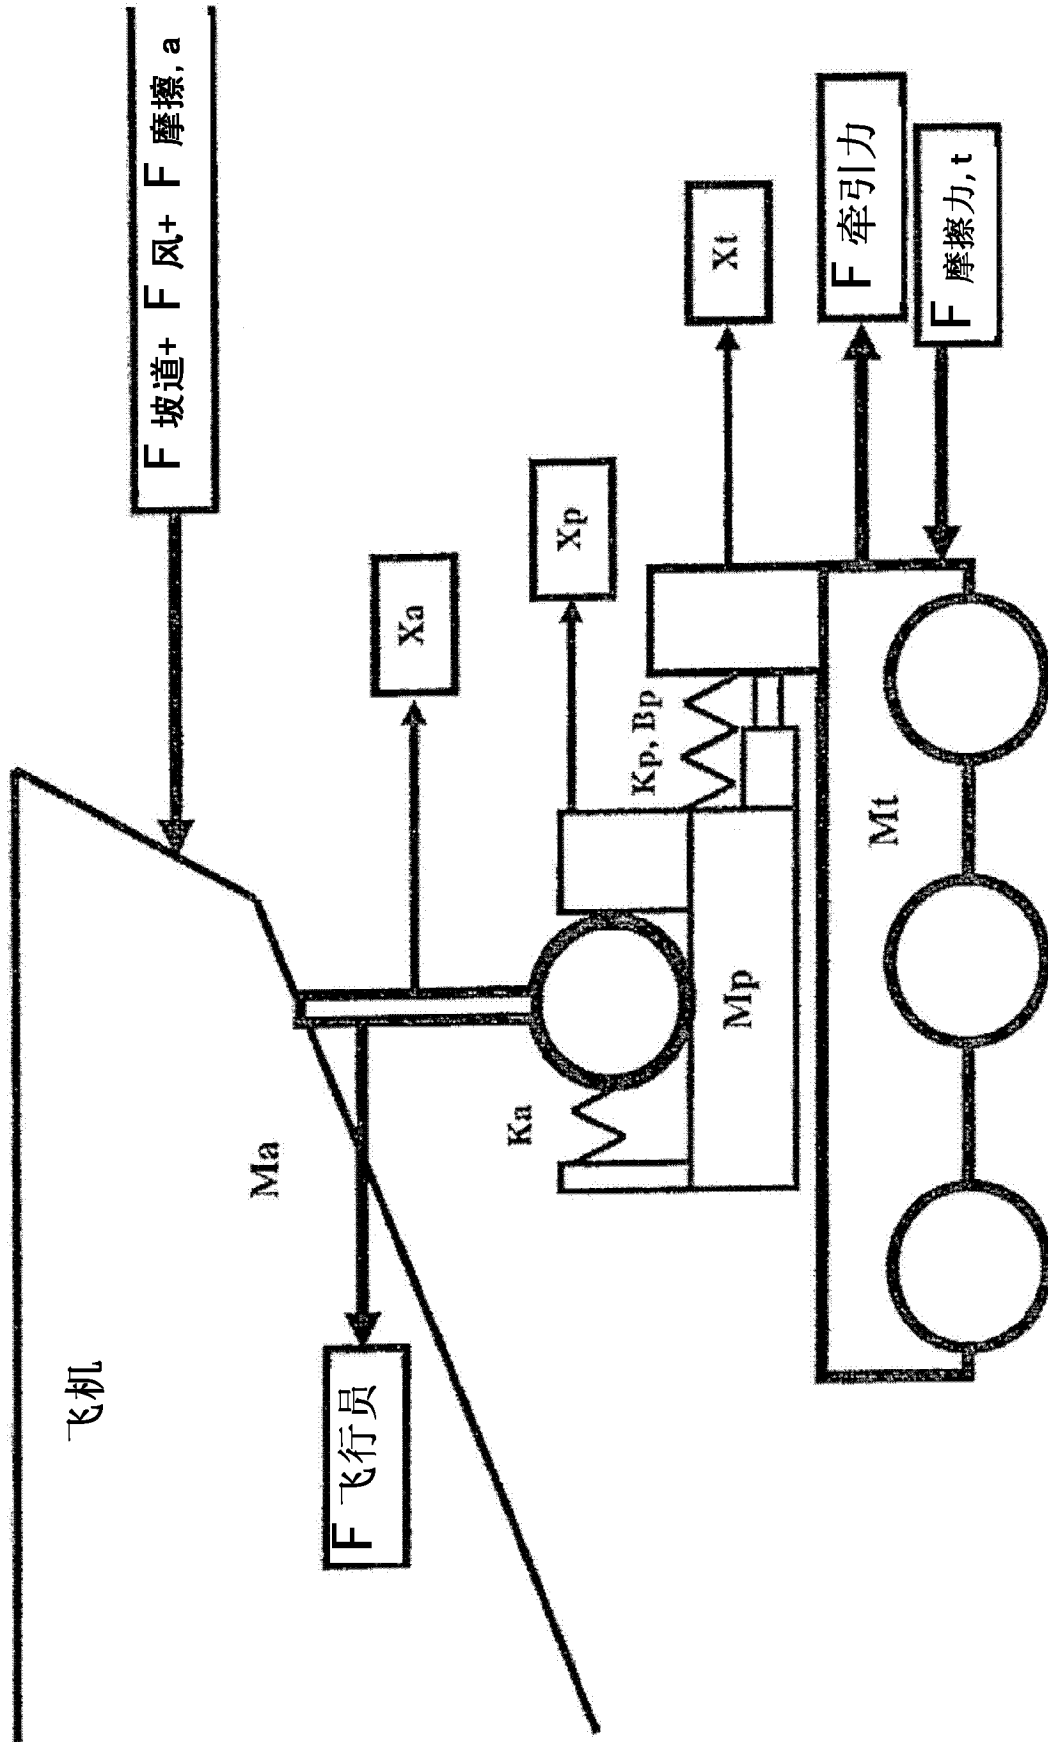 飞机
F 坡道+ F 风+ F 摩擦, a
Ma
F 飞行员
Xa
Ka
Xp
Kp, Bp
Xt
Mp
Mt
F 牵引力
F 摩擦力, t